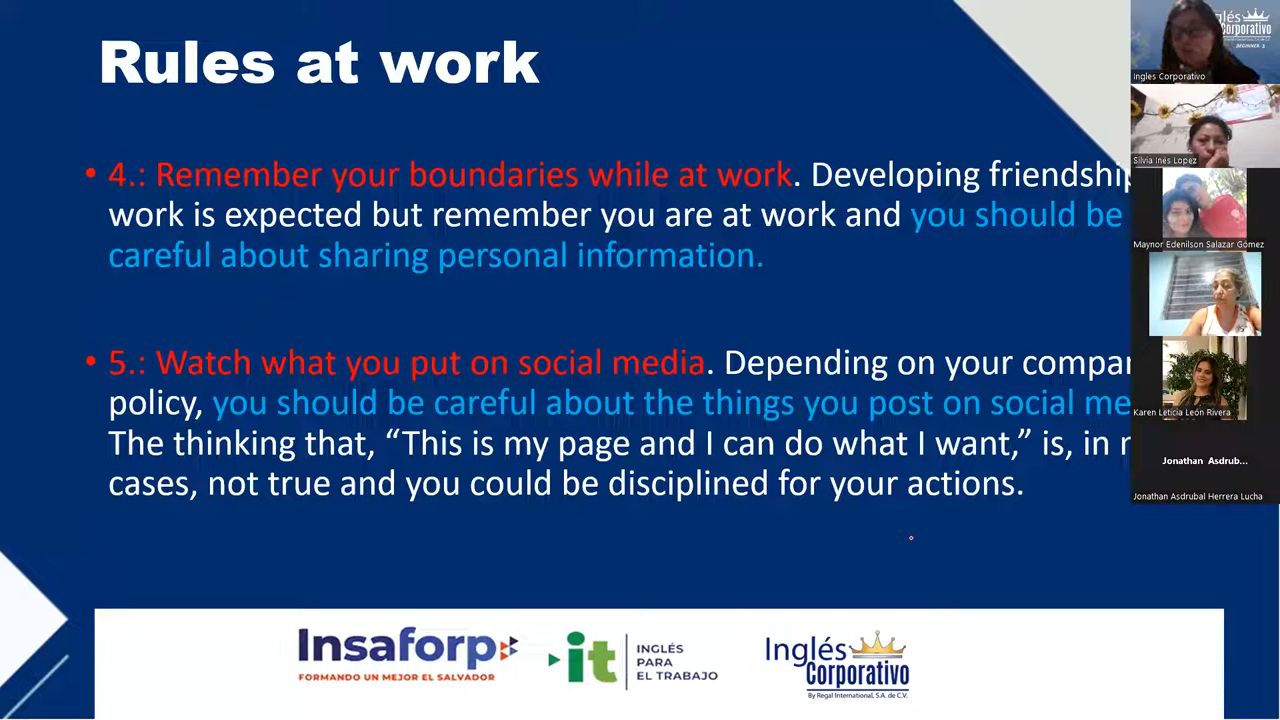 Rules at work
• 4.: Remember your boundaries while at work. Developing friendship
work is expected but remember you are at work and you should be
careful about sharing personal information.
• 5.: Watch what you put on social media. Depending on your compan
policy, you should be careful about the things you post on social me
The thinking that, “This is my page and I can do what I want,” is, in
cases, not true and you could be disciplined for your actions.
Insaforp
FORMANDO UN MEJOR EL SALVADOR
it
INGLÉS
PARA
EL TRABAJO
Inglés
Corporativo
By Regal International, S.A. de C.V.
Inglés
Corporativo
BEGINNER 3
Ingles Corporativo
Silvia Inés Lopez
Maynor Edenilson Salazar Gómez
Karen Leticia León Rivera
Jonathan Asdrub...
Jonathan Asdrubal Herrera Lucha